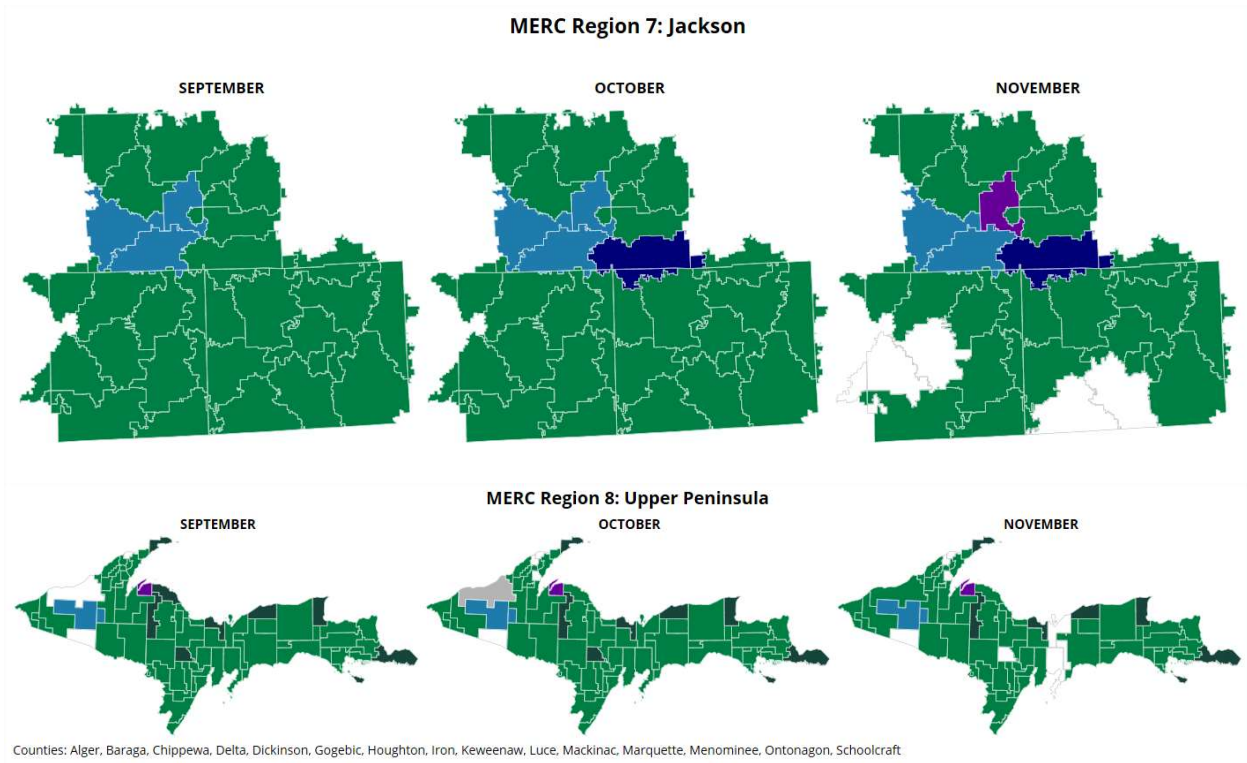 MERC Region 7: Jackson
SEPTEMBER
OCTOBER
NOVEMBER
MERC Region 8: Upper Peninsula
SEPTEMBER
OCTOBER
NOVEMBER
Counties: Alger, Baraga, Chippewa, Delta, Dickinson, Gogebic, Houghton, Iron, Keweenaw, Luce, Mackinac, Marquette, Menominee, Ontonagon, Schoolcraft